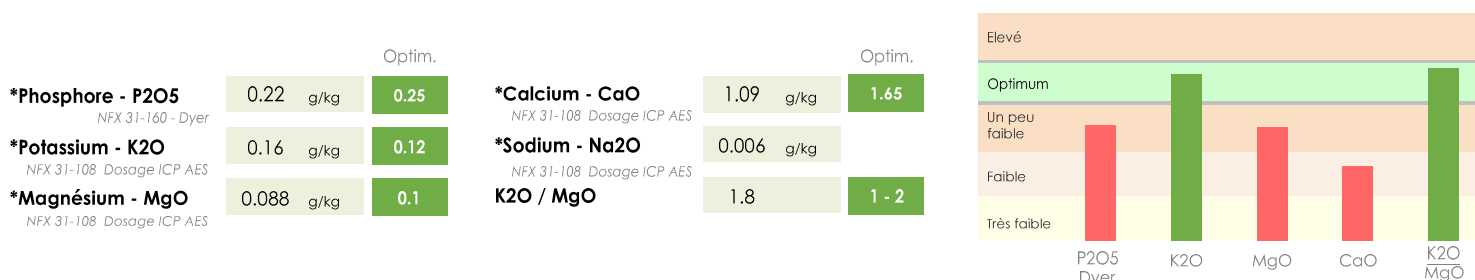 Optim.
*Phosphore - P2O5 0.22 g/kg 0.25
NFX 31-160 - Dyer
*Potassium - K2O 0.16 g/kg 0.12
NFX 31-108 Dosage ICP AES
*Magnésium - MgO 0.088 g/kg 0.1
NFX 31-108 Dosage ICP AES
Optim.
*Calcium - CaO 1.09 g/kg 1.65
NFX 31-108 Dosage ICP AES
*Sodium - Na2O 0.006 g/kg
NFX 31-108 Dosage ICP AES
K2O / MgO 1.8 1 - 2
Elevé
Optimum
Un peu
faible
Faible
Très faible
P2O5 K2O MgO CaO K2O
Dyer MgO